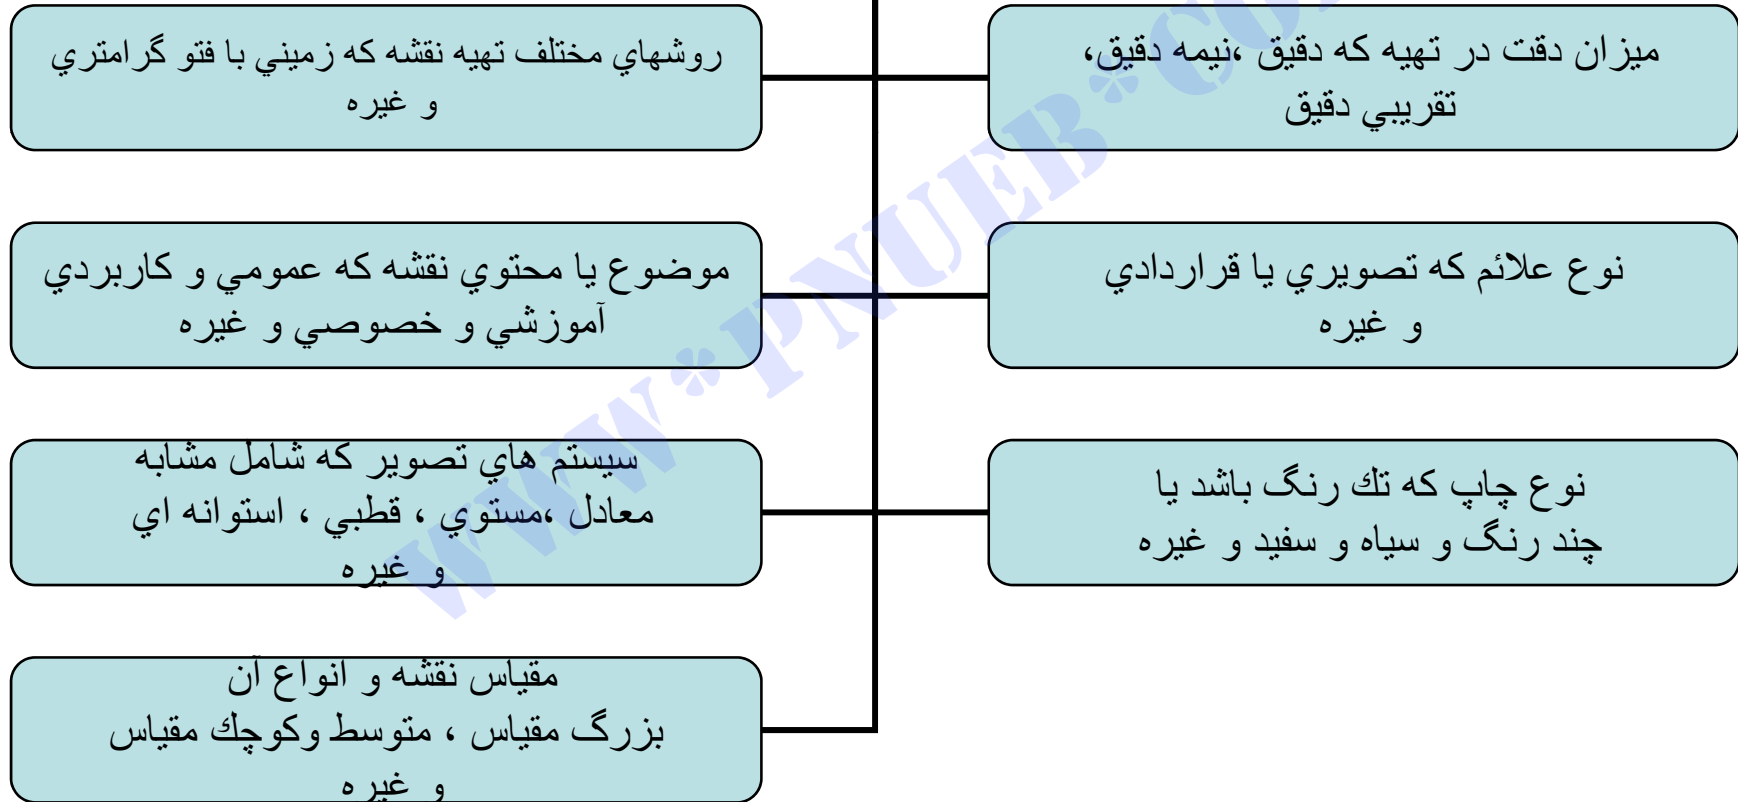 ميزان دقت در تهيه كه دقيق ،نيمه دقيق،
تقريبي دقيق
روشهاي مختلف تهيه نقشه كه زميني با فتو گرامتري
و غيره
نوع علائم كه تصويري يا قراردادي
و غيره
موضوع يا محتوي نقشه كه عمومي و كاربردي
آموزشي و خصوصي و غيره
نوع چاپ كه تك رنگ باشد يا
چند رنگ و سياه و سفيد و غيره
سيستم هاي تصوير كه شامل مشابه
معادل ،مستوي ، قطبي ، استوانه اي
و غيره
مقياس نقشه و انواع آن
بزرگ مقياس ، متوسط وكوچك مقياس
و غيره
WWW*PNUEB*CO